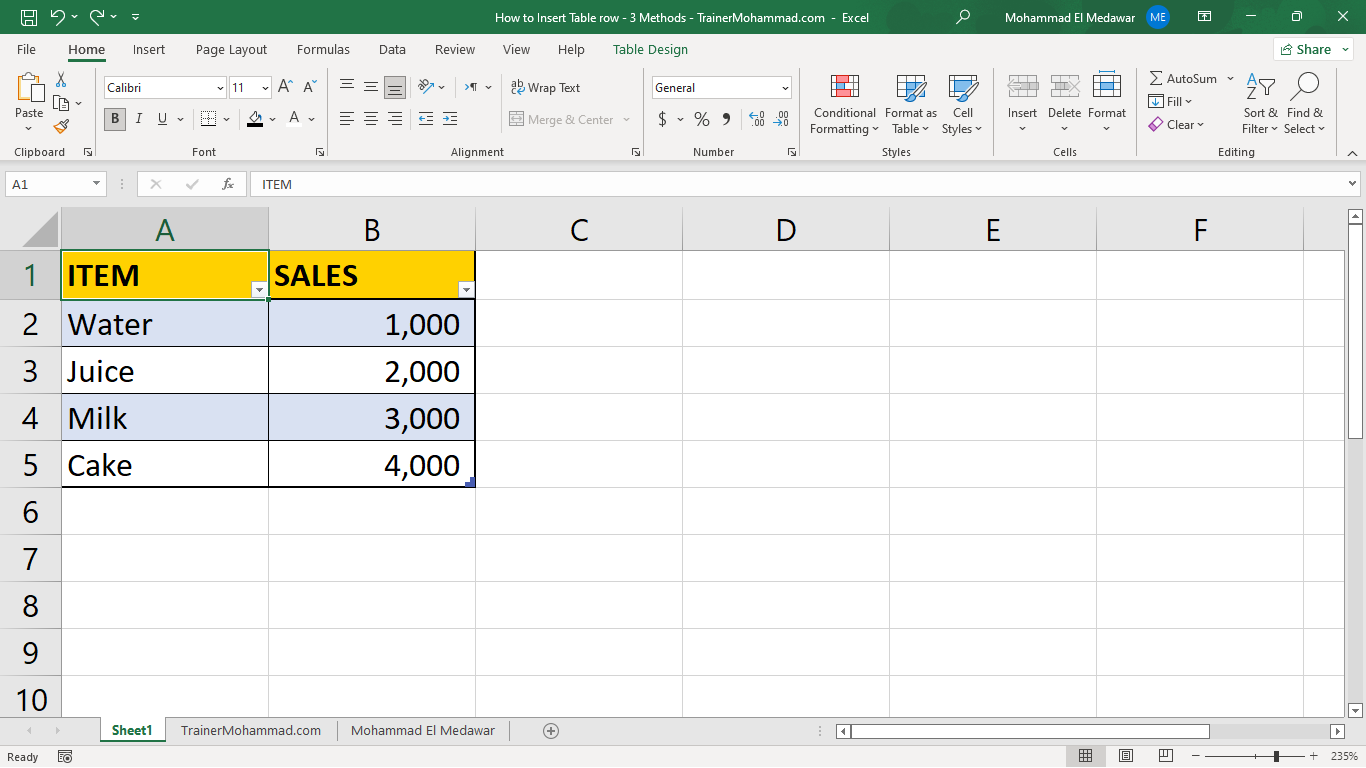 How to Insert Table row - 3 Methods - TrainerMohammad.com - Excel
Mohammad El Medawar ME
File Home Insert Page Layout Formulas Data Review View Help Table Design Share
Paste
Clipboard
Calibri 11 A A
B I U A
Font
ab Wrap Text
Merge & Center
Alignment
General
$ % 9 .00
Number
Conditional Formatting
Format as Table
Cell Styles
Styles
Insert Delete Format
Cells
AutoSum
Fill
Clear
Sort & Filter
Find & Select
Editing
A1 fx ITEM
A B C D E F
1 ITEM SALES
2 Water 1,000
3 Juice 2,000
4 Milk 3,000
5 Cake 4,000
6
7
8
9
10
Sheet1 TrainerMohammad.com Mohammad El Medawar
Ready 235%